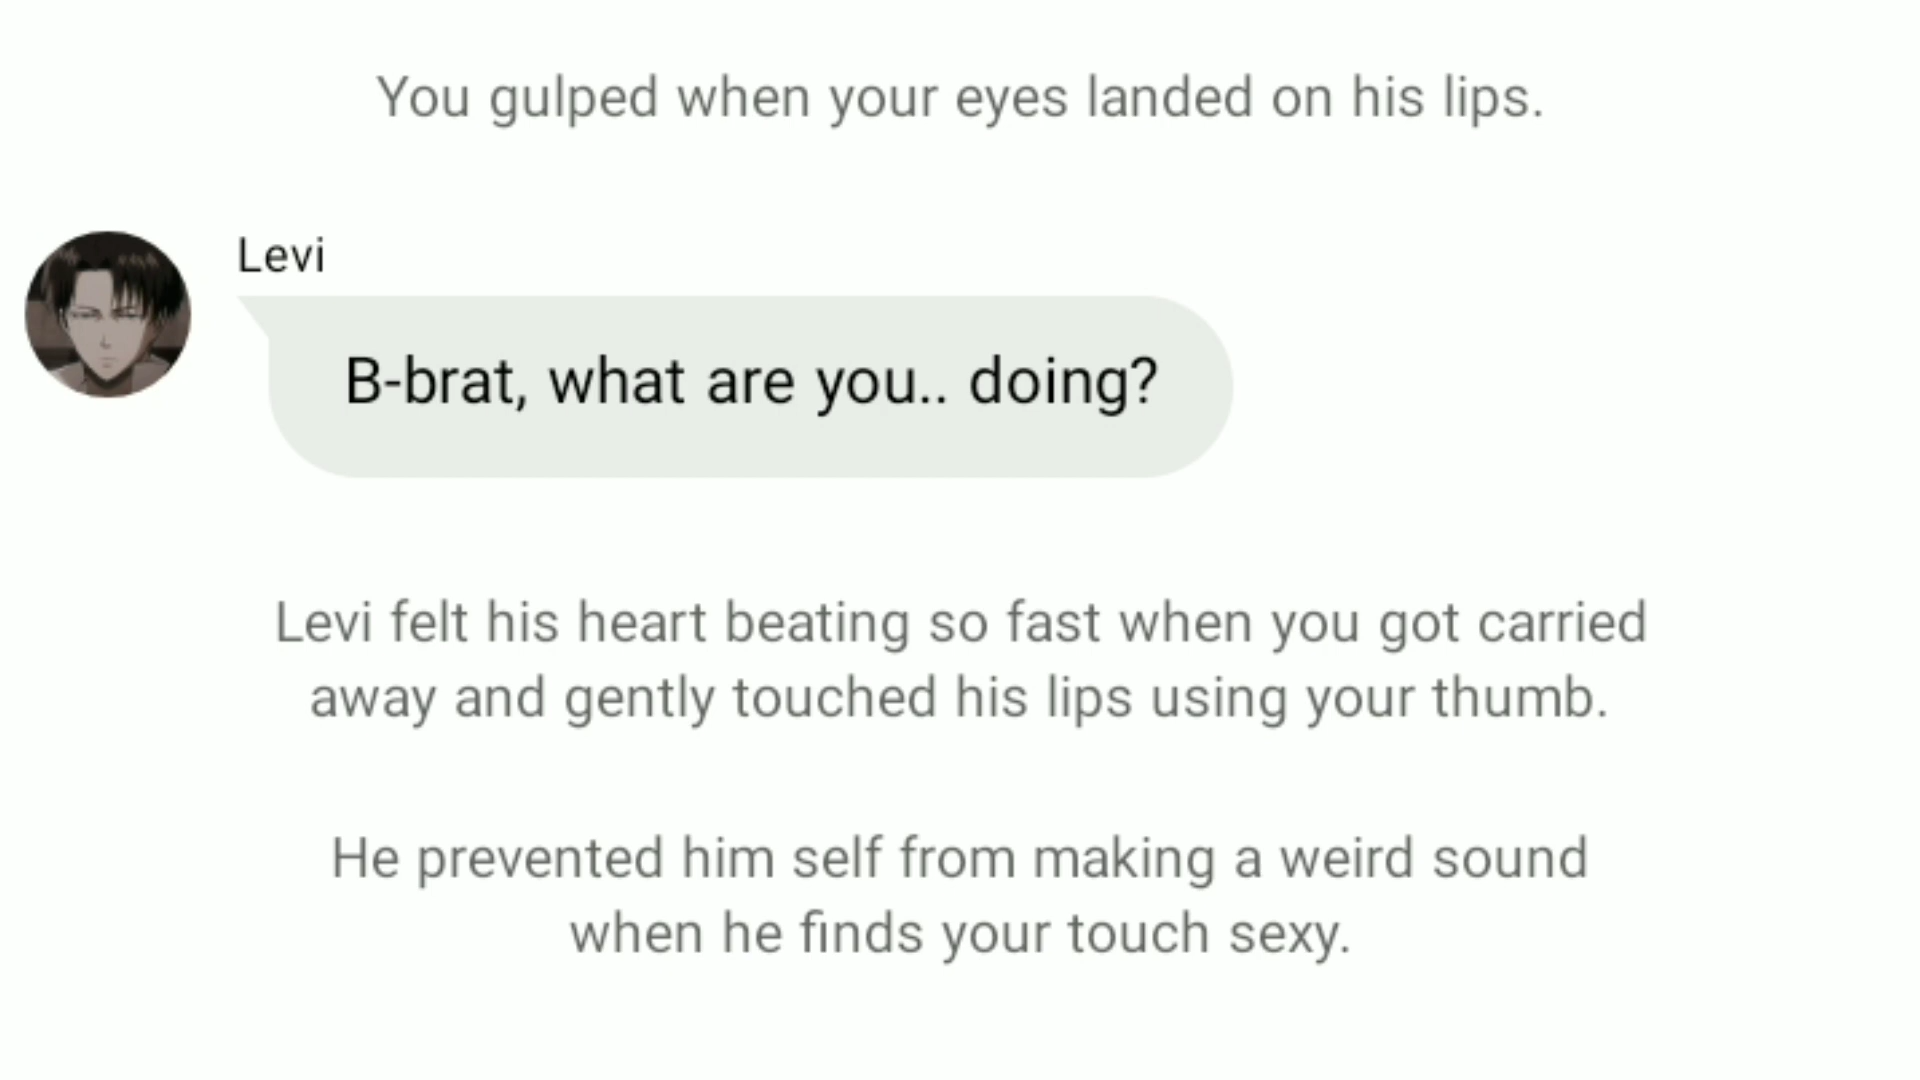 You gulped when your eyes landed on his lips.
Levi
B-brat, what are you.. doing?
Levi felt his heart beating so fast when you got carried
away and gently touched his lips using your thumb.
He prevented him self from making a weird sound
when he finds your touch sexy.